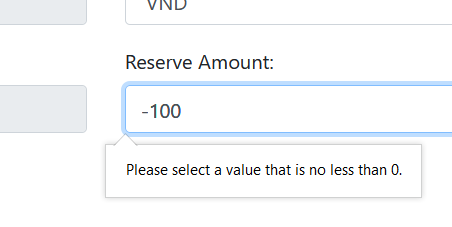 VND
Reserve Amount:
-100
Please select a value that is no less than 0.